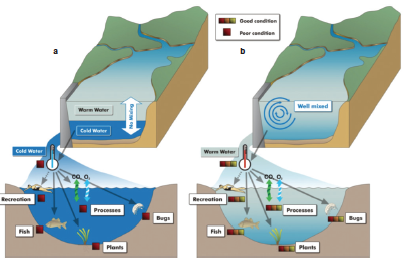 Good condition
Poor condition
a
b
Warm Water
Cold Water
No Mixing
Well mixed
Cold Water
Warm Water
CO₂ O₂
CO₂ O₂
Recreation
Processes
Bugs
Fish
Plants
Recreation
Processes
Bugs
Fish
Plants